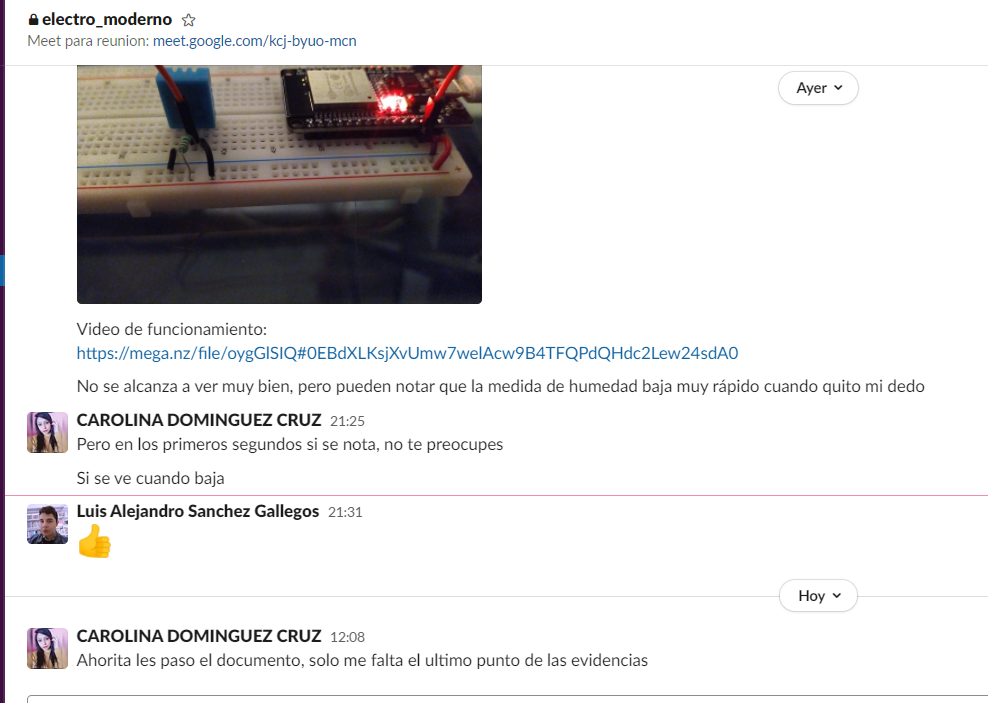 electro_moderno
Meet para reunion: meet.google.com/kcj-byuo-mcn
Ayer
Video de funcionamiento:
https://mega.nz/file/oygGlSIQ#0EBdXLKsjXvUmw7welAcw9B4TFQPdQHdc2Lew24sdA0
No se alcanza a ver muy bien, pero pueden notar que la medida de humedad baja muy rápido cuando quito mi dedo
CAROLINA DOMINGUEZ CRUZ 21:25
Pero en los primeros segundos si se nota, no te preocupes
Si se ve cuando baja
Luis Alejandro Sanchez Gallegos 21:31
Hoy
CAROLINA DOMINGUEZ CRUZ 12:08
Ahorita les paso el documento, solo me falta el ultimo punto de las evidencias